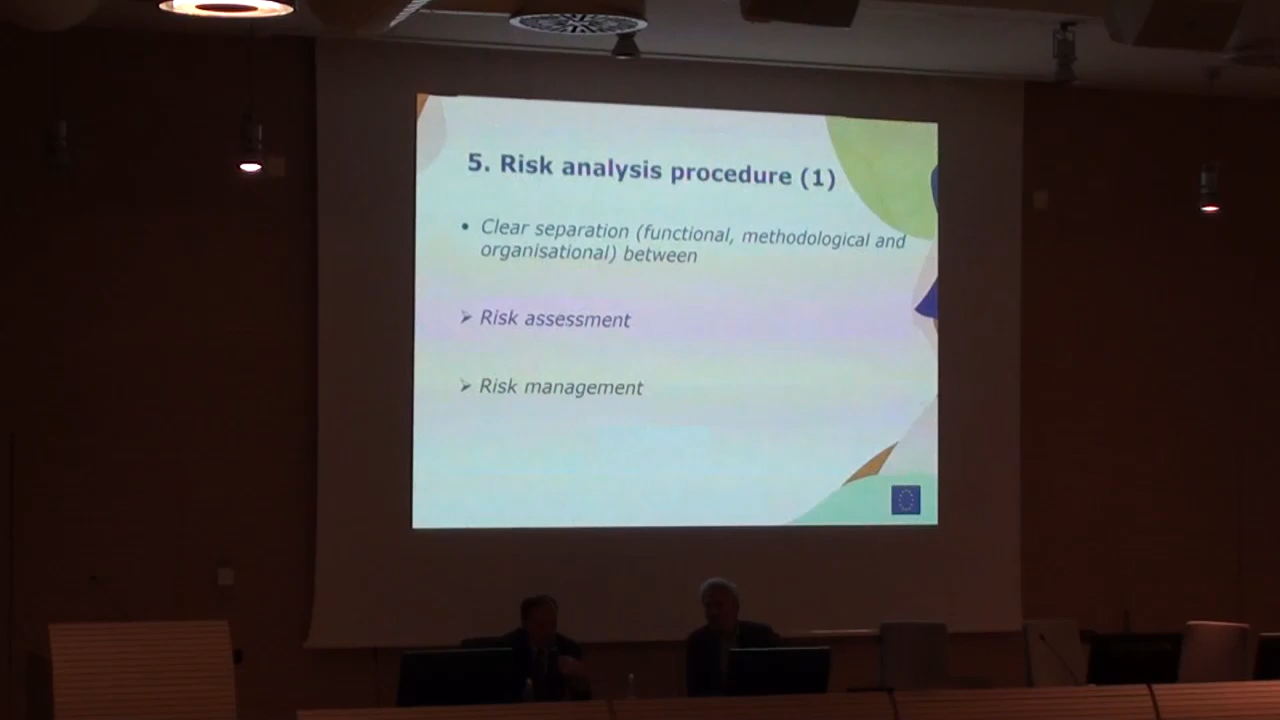 5. Risk analysis procedure (1)
• Clear separation (functional, methodological and
organisational) between
➢ Risk assessment
➢ Risk management